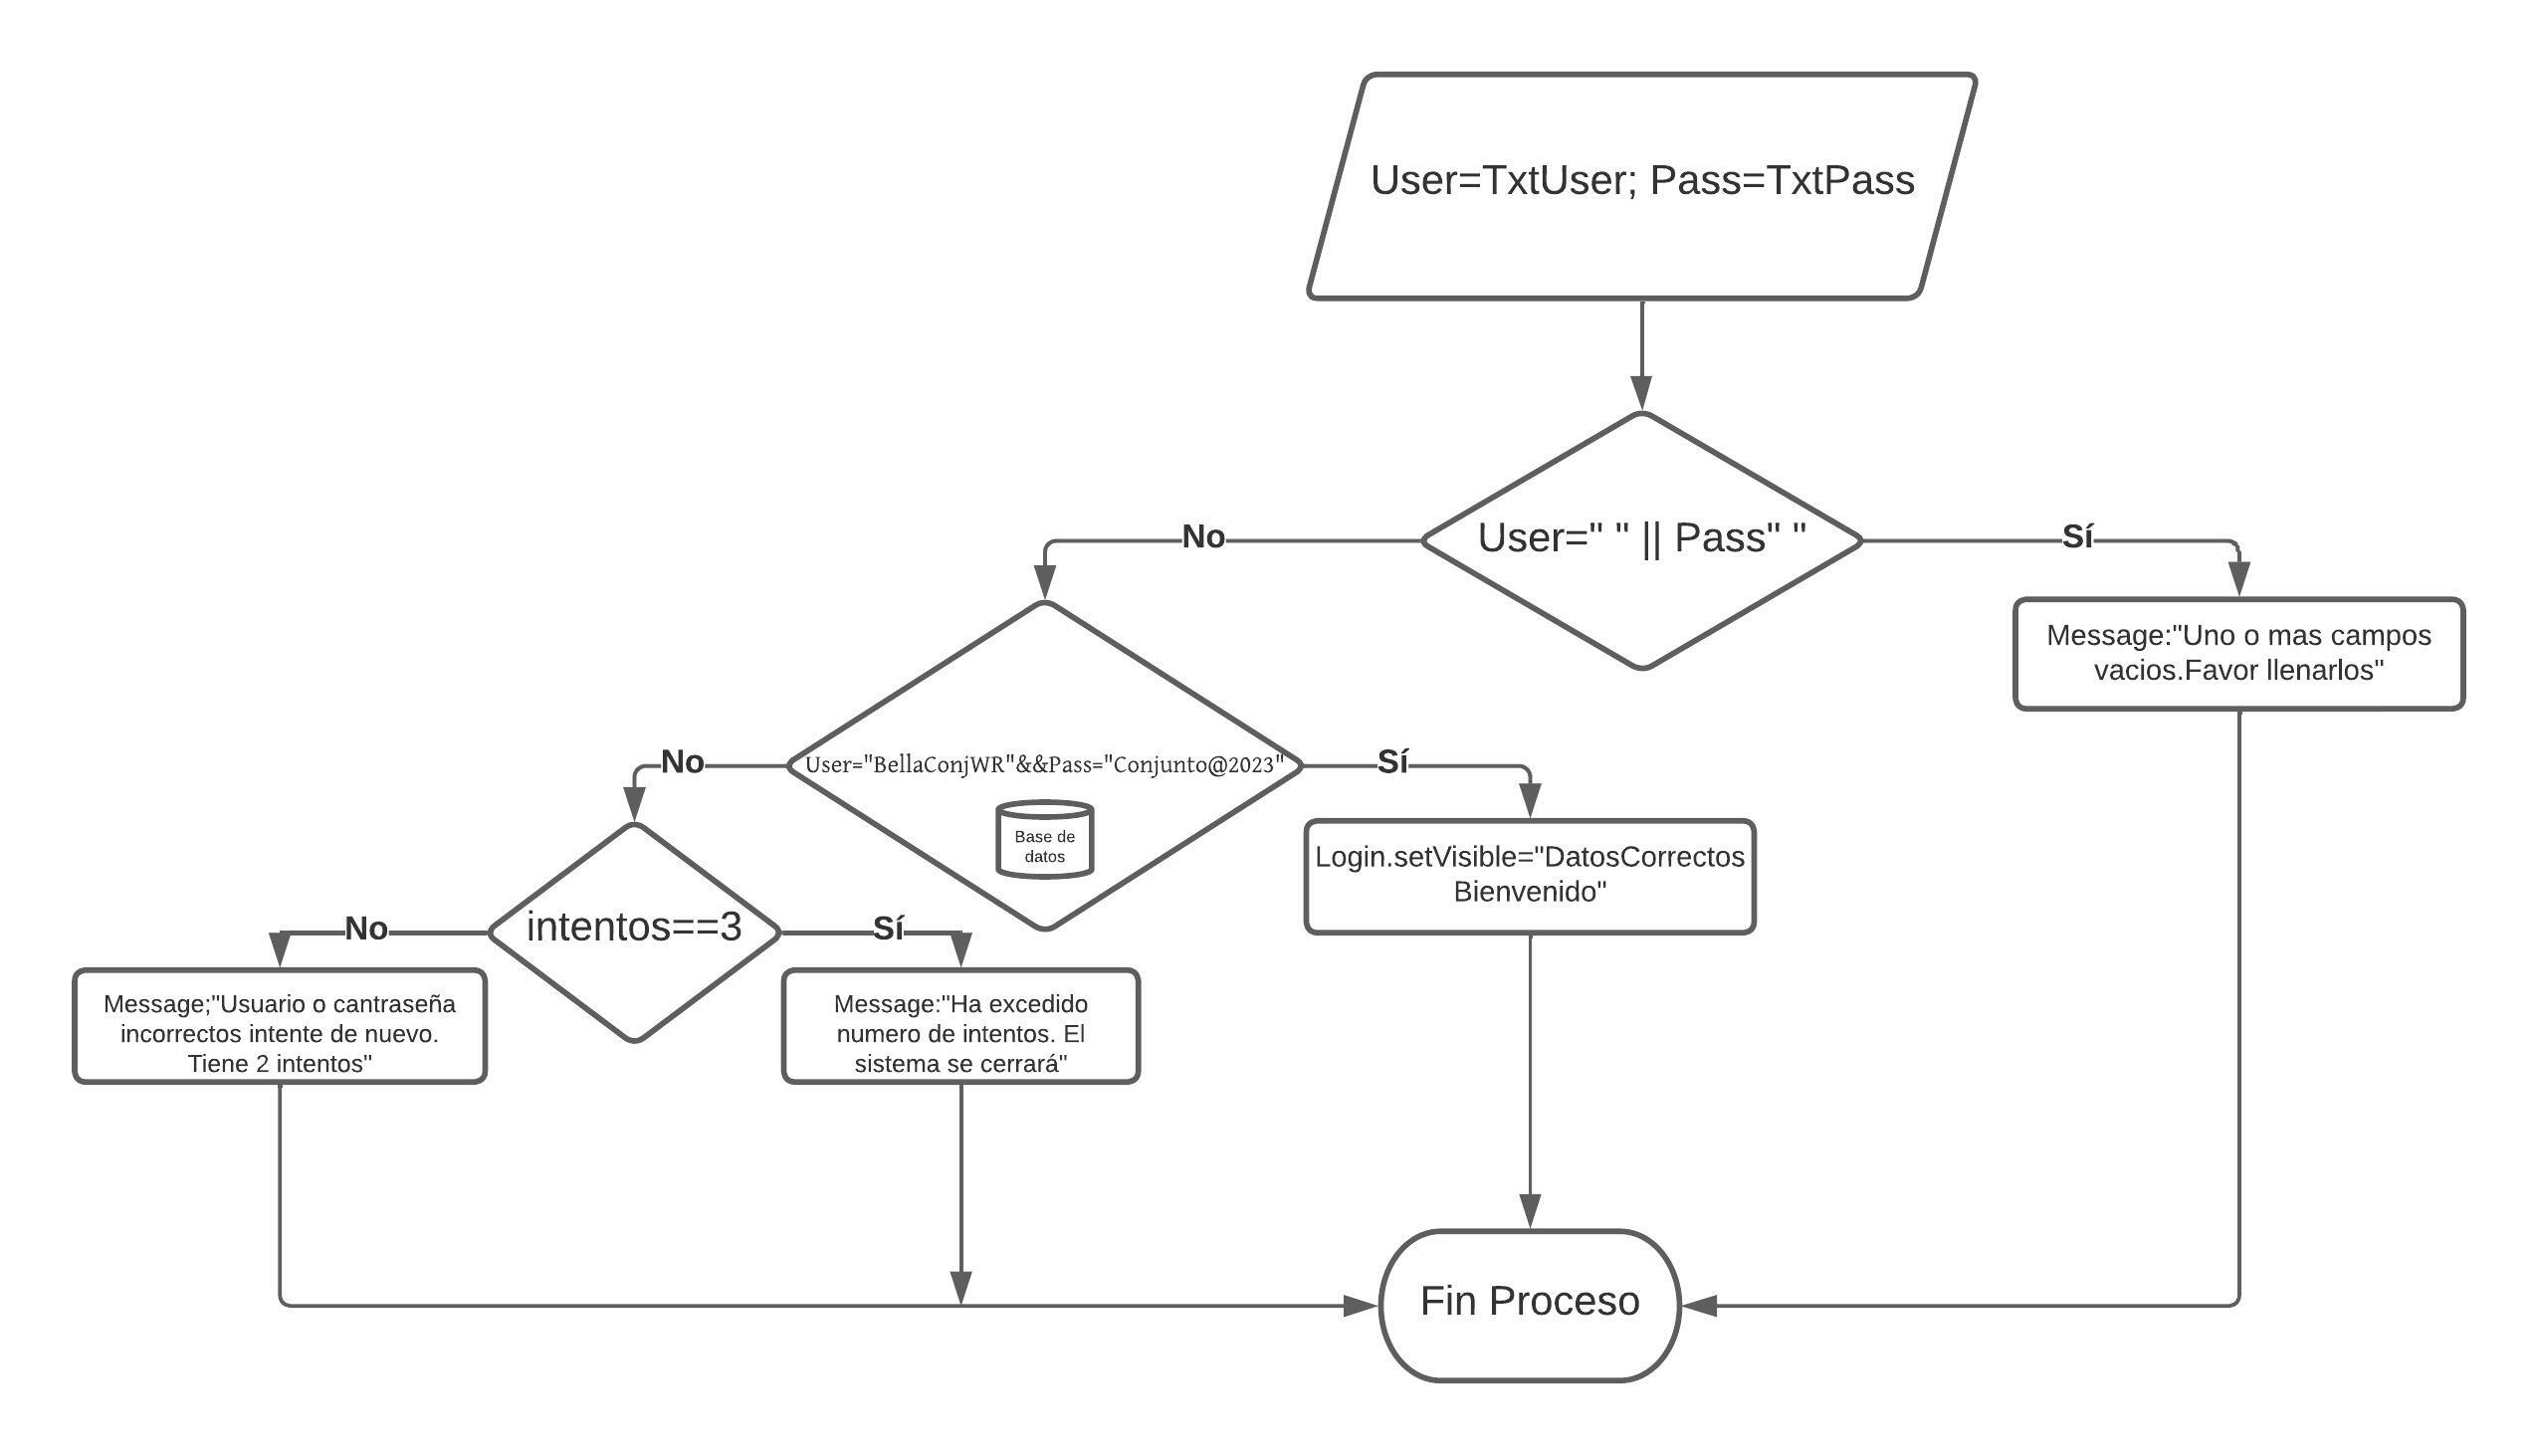 User=TxtUser; Pass=TxtPass
User=" " || Pass" "
No
Sí
Message:"Uno o mas campos
vacios.Favor llenarlos"
User="BellaConjWR"&&Pass="Conjunto@2023"
Base de
datos
No
Sí
Login.setVisible="DatosCorrectos
Bienvenido"
intentos==3
No
Sí
Message;"Usuario o cantraseña
incorrectos intente de nuevo.
Tiene 2 intentos"
Message:"Ha excedido
numero de intentos. El
sistema se cerrará"
Fin Proceso